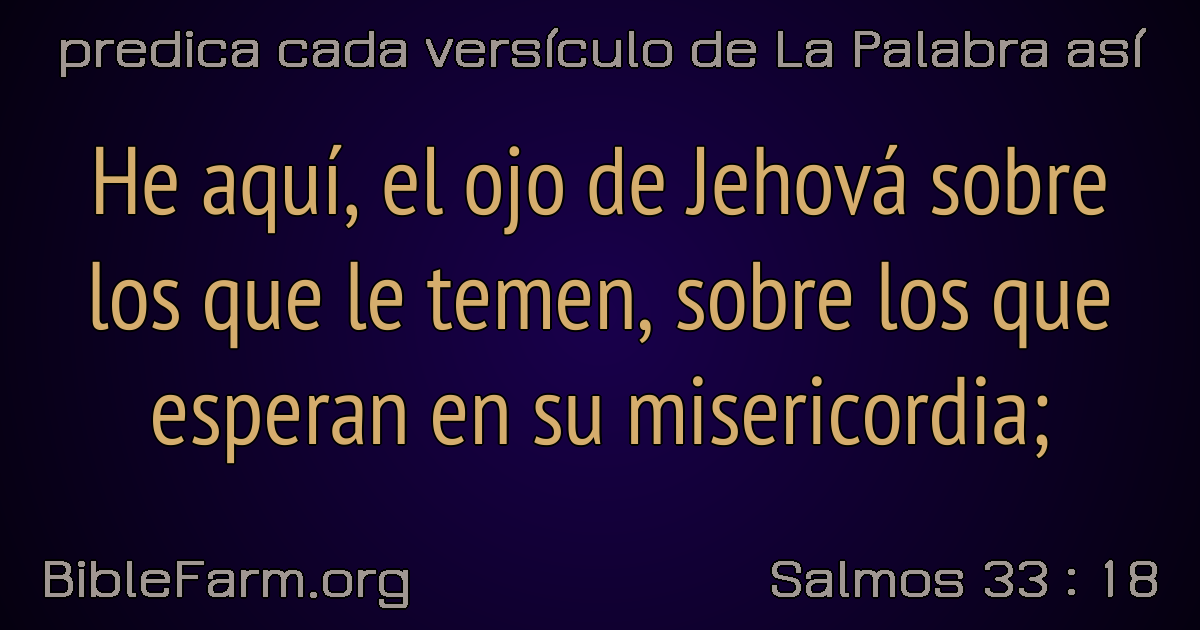 predica cada versículo de La Palabra así
He aquí, el ojo de Jehová sobre
los que le temen, sobre los que
esperan en su misericordia;
BibleFarm.org
Salmos 33 : 18